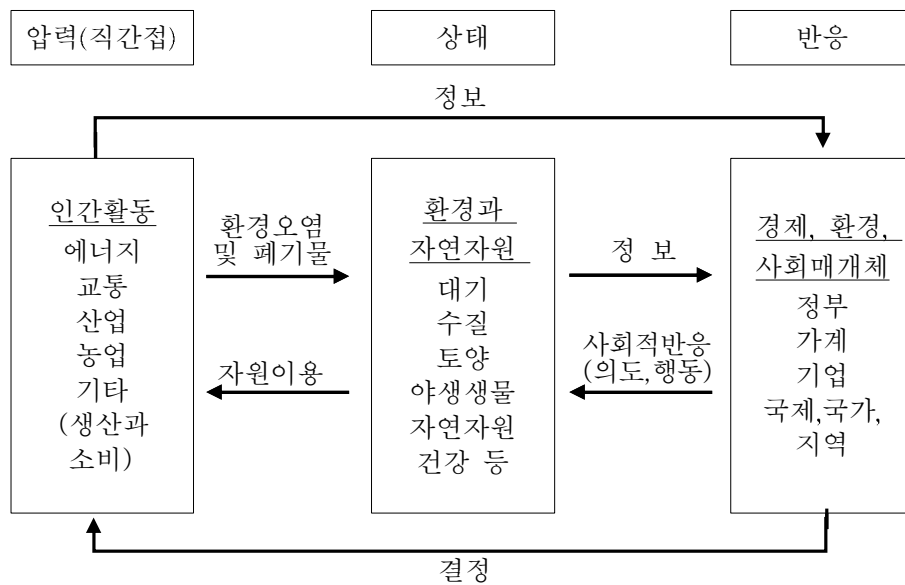 압력(직간접)
상태
반응
정보
인간활동
에너지
교통
산업
농업
기타
(생산과
소비)
환경오염
및 폐기물
자원이용
환경과
자연자원
대기
수질
토양
야생생물
자연자원
건강 등
정 보
사회적반응
(의도,행동)
경제, 환경,
사회매개체
정부
가계
기업
국제,국가,
지역
결정